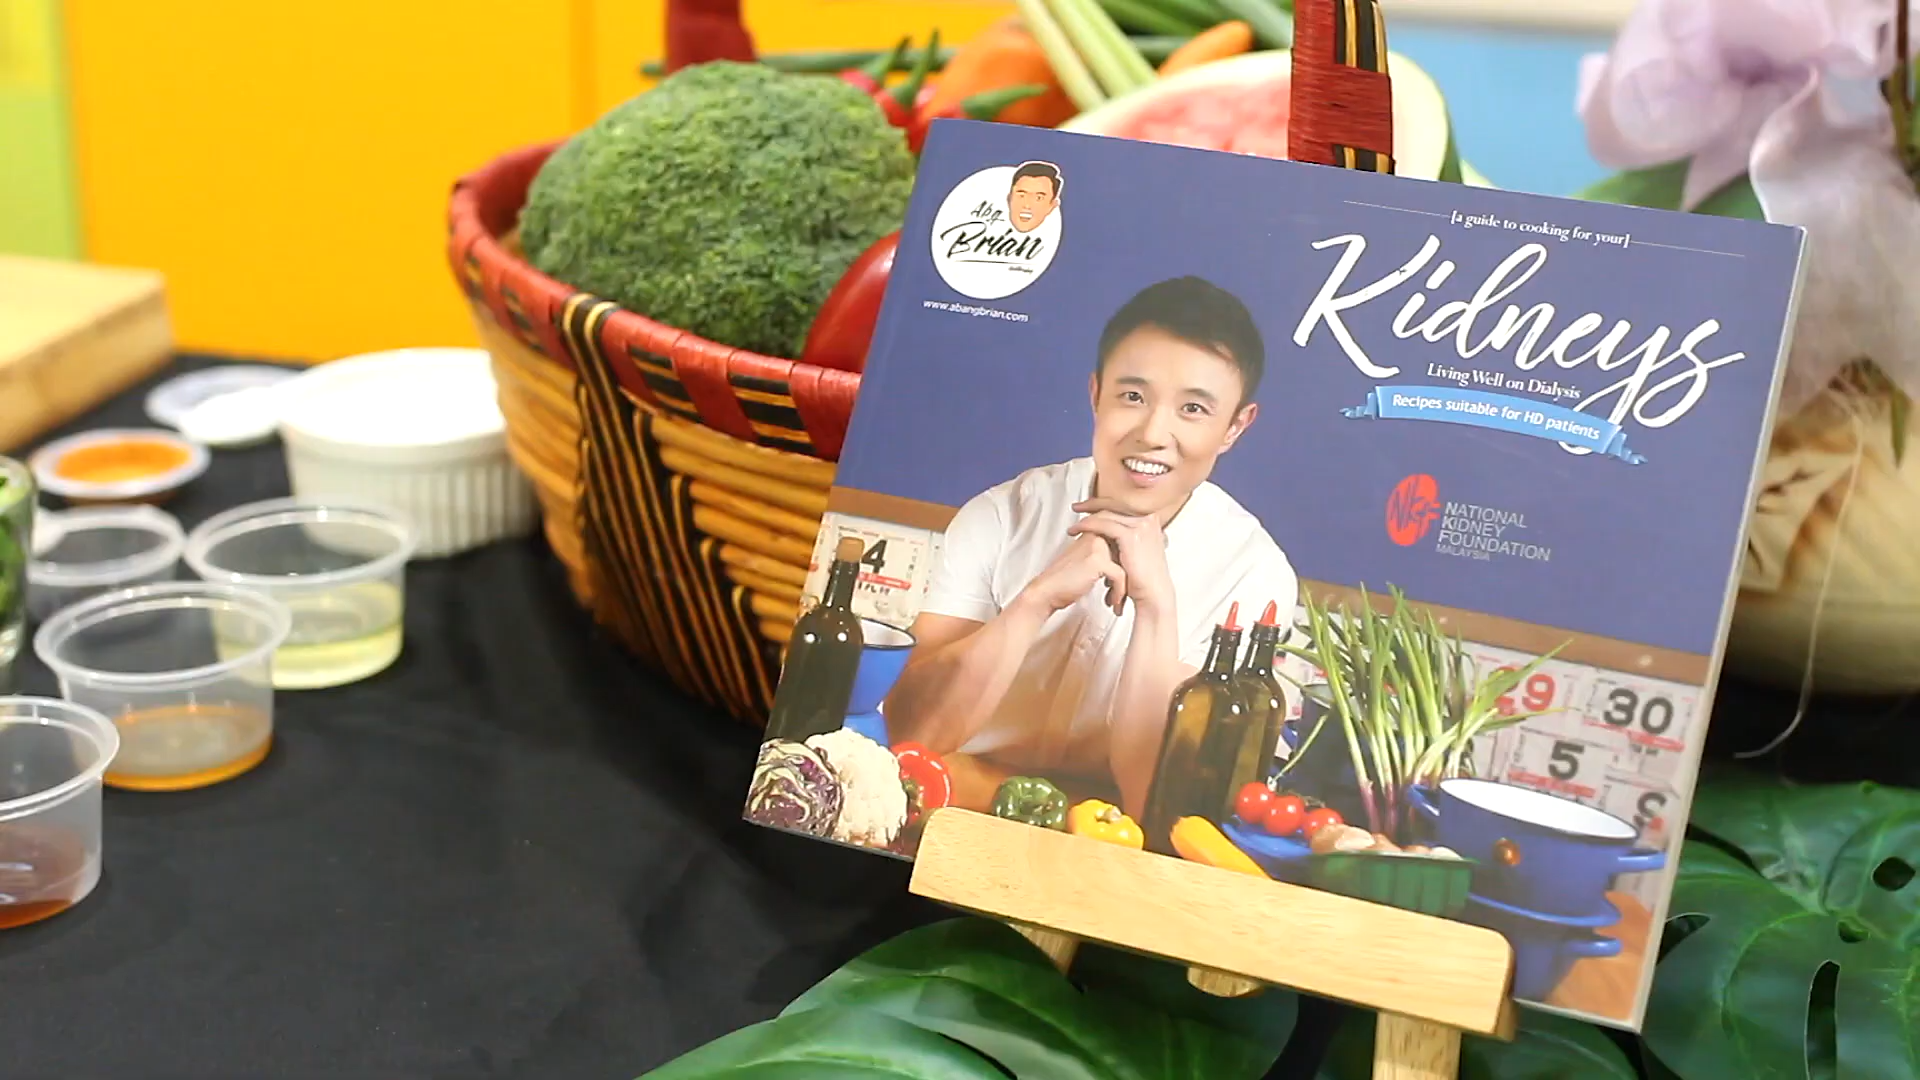 Abg
Brian
www.abangbrian.com
[a guide to cooking for your]
Kidneys
Living Well on Dialysis
Recipes suitable for HD patients
NKF
NATIONAL
KIDNEY
FOUNDATION
MALAYSIA
4
29
30
5